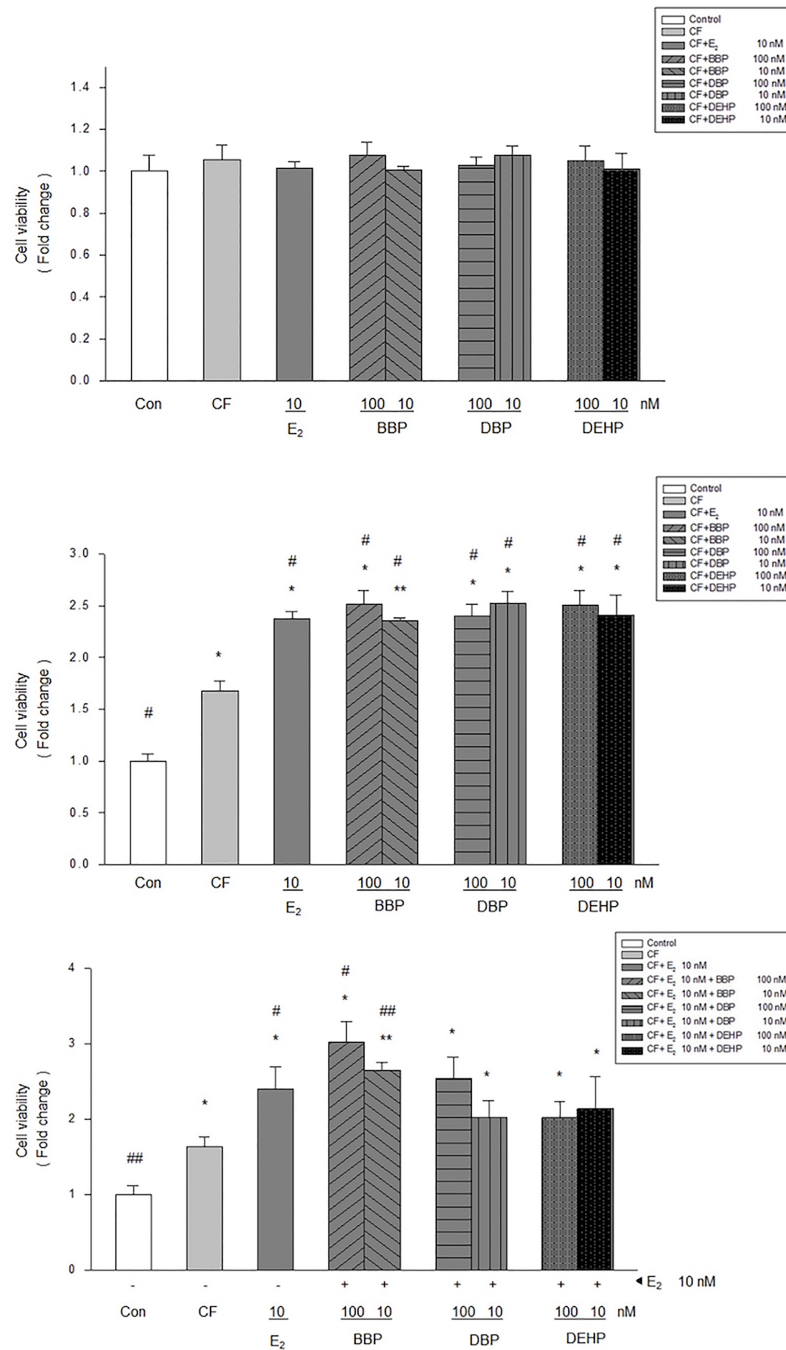 Control
CF
CF+E2 10 nM
CF+BBP 100 nM
CF+BBP 10 nM
CF+DBP 100 nM
CF+DBP 10 nM
CF+DEHP 100 nM
CF+DEHP 10 nM
Cell viability
( Fold change )
1.4
1.2
1.0
0.8
0.6
0.4
0.2
0.0
Con CF 10 100 10 100 10 100 10 nM
E2 BBP DBP DEHP
Control
CF
CF+E2 10 nM
CF+BBP 100 nM
CF+BBP 10 nM
CF+DBP 100 nM
CF+DBP 10 nM
CF+DEHP 100 nM
CF+DEHP 10 nM
Cell viability
( Fold change )
3.0
2.5
2.0
1.5
1.0
0.5
0.0
# # # # # # #
* * ** * * * *
*
#
Con CF 10 100 10 100 10 100 10 nM
E2 BBP DBP DEHP
Control
CF
CF+ E2 10 nM
CF+ E2 10 nM + BBP 100 nM
CF+ E2 10 nM + BBP 10 nM
CF+ E2 10 nM + DBP 100 nM
CF+ E2 10 nM + DBP 10 nM
CF+ E2 10 nM + DEHP 100 nM
CF+ E2 10 nM + DEHP 10 nM
Cell viability
( Fold change )
4
3
2
1
0
# # ##
* * ** * * * *
*
##
- - - + + + + + + ◄ E2 10 nM
Con CF 10 100 10 100 10 100 10 nM
E2 BBP DBP DEHP